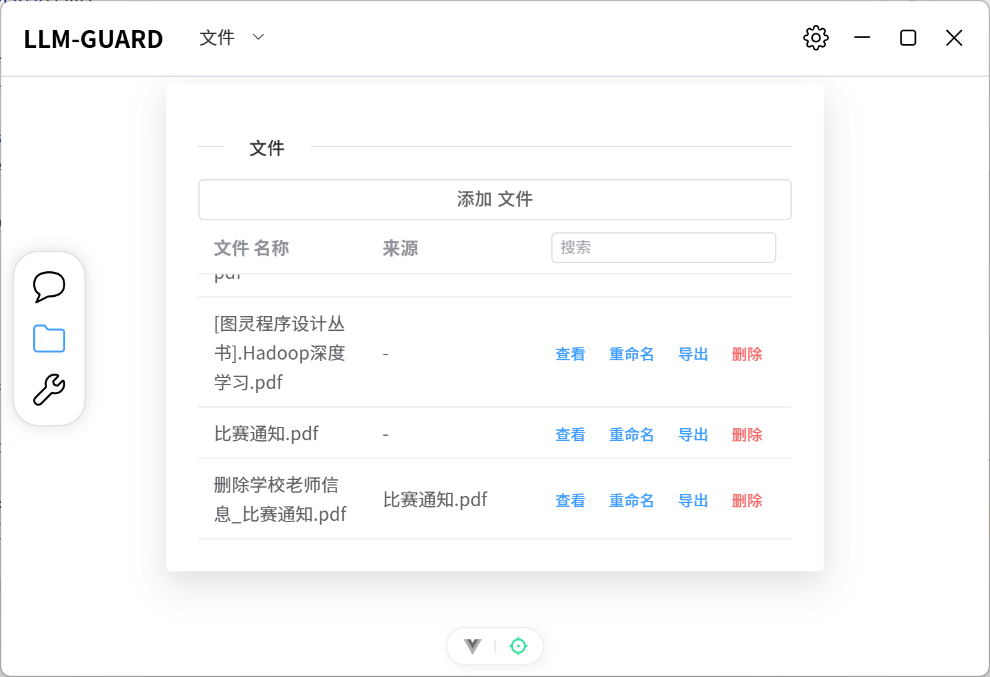 LLM-GUARD 文件
文件
添加 文件
文件 名称 来源 搜索
pdf
[图灵程序设计丛
书].Hadoop深度 - 查看 重命名 导出 删除
学习.pdf
比赛通知.pdf - 查看 重命名 导出 删除
删除学校老师信
息_比赛通知.pdf 比赛通知.pdf 查看 重命名 导出 删除